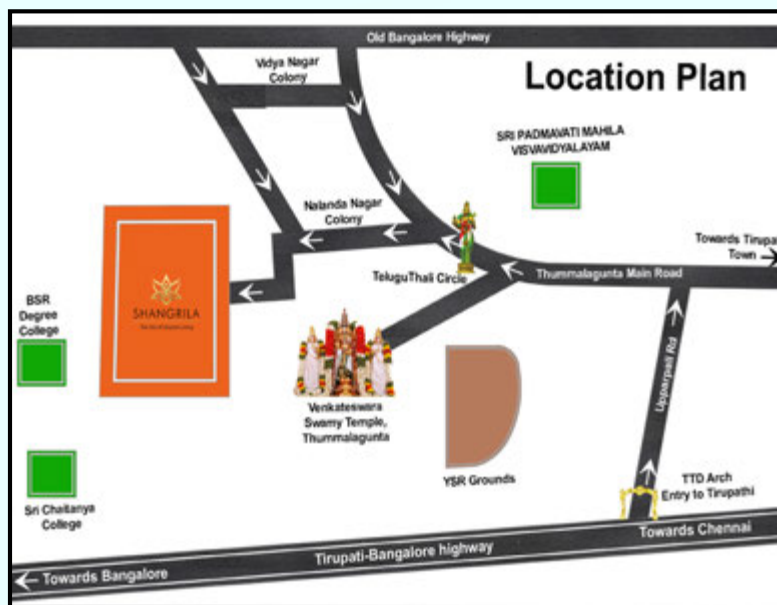 Old Bangalore Highway
Vidya Nagar
Colony
Location Plan
SRI PADMAVATI MAHILA
VISVAVIDYALAYAM
Nalanda Nagar
Colony
Towards Tirupa
Town
TeluguThali Circle
Thummalagunta Main Road
SHANGRILA
BSR
Degree
College
Upparpali Rd
Venkateswara
Swamy Temple,
Thummalagunta
YSR Grounds
TTD Arch
Entry to Tirupathi
Sri Chaitanya
College
Towards Chennai
Tirupati-Bangalore highway
Towards Bangalore